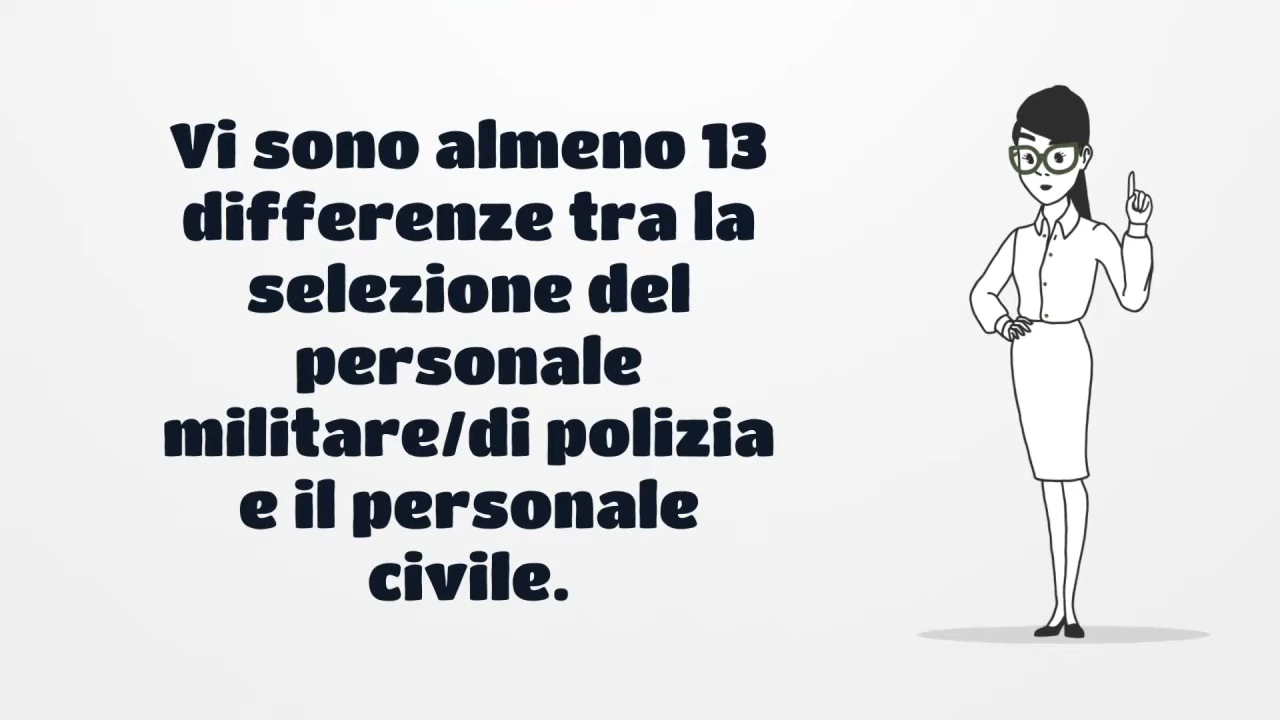 Vi sono almeno 13
differenze tra la
selezione del
personale
militare/di polizia
e il personale
civile.